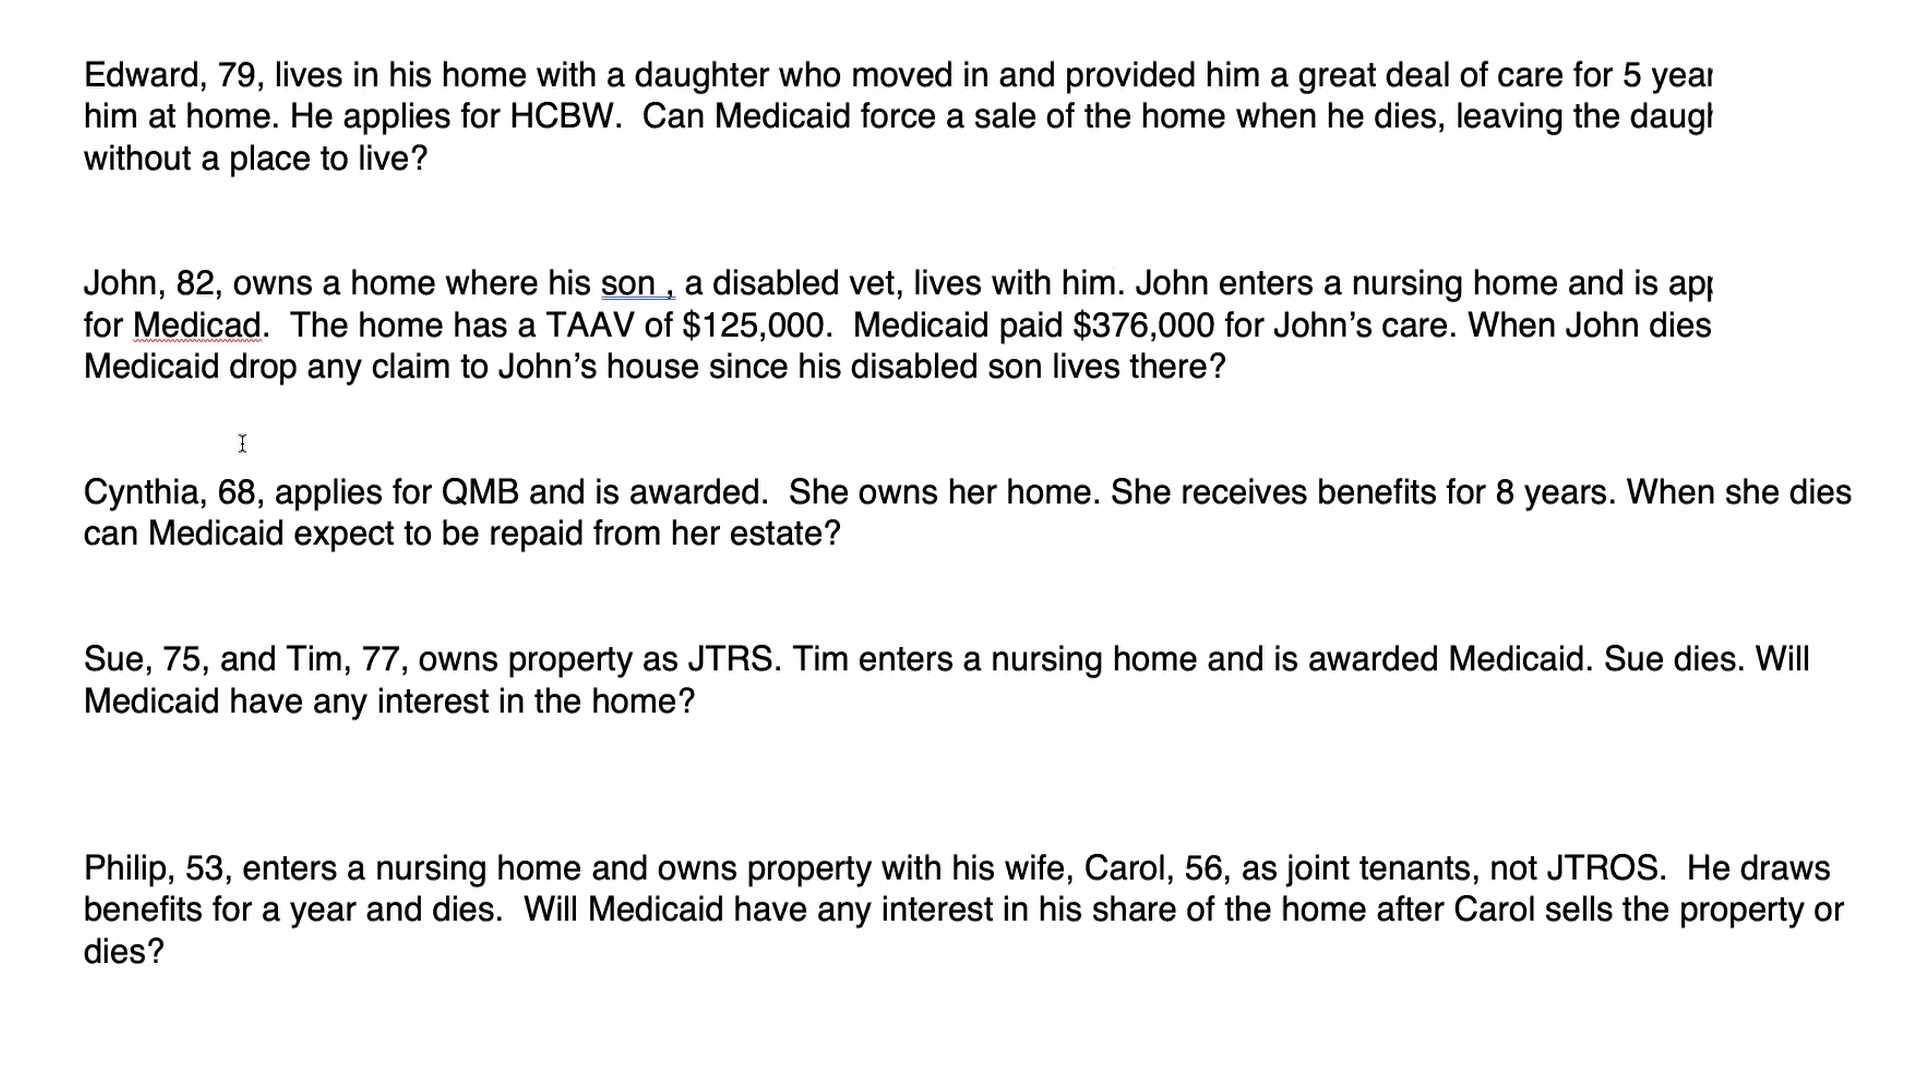 Edward, 79, lives in his home with a daughter who moved in and provided him a great deal of care for 5 year
him at home. He applies for HCBW.  Can Medicaid force a sale of the home when he dies, leaving the
without a place to live?
John, 82, owns a home where his son , a disabled vet, lives with him. John enters a nursing home and is
for Medicad.  The home has a TAAV of $125,000.  Medicaid paid $376,000 for John’s care. When John dies
Medicaid drop any claim to John’s house since his disabled son lives there?
Cynthia, 68, applies for QMB and is awarded.  She owns her home. She receives benefits for 8 years. When she dies
can Medicaid expect to be repaid from her estate?
Sue, 75, and Tim, 77, owns property as JTRS. Tim enters a nursing home and is awarded Medicaid. Sue dies. Will
Medicaid have any interest in the home?
Philip, 53, enters a nursing home and owns property with his wife, Carol, 56, as joint tenants, not JTROS.  He draws
benefits for a year and dies.  Will Medicaid have any interest in his share of the home after Carol sells the property or
dies?